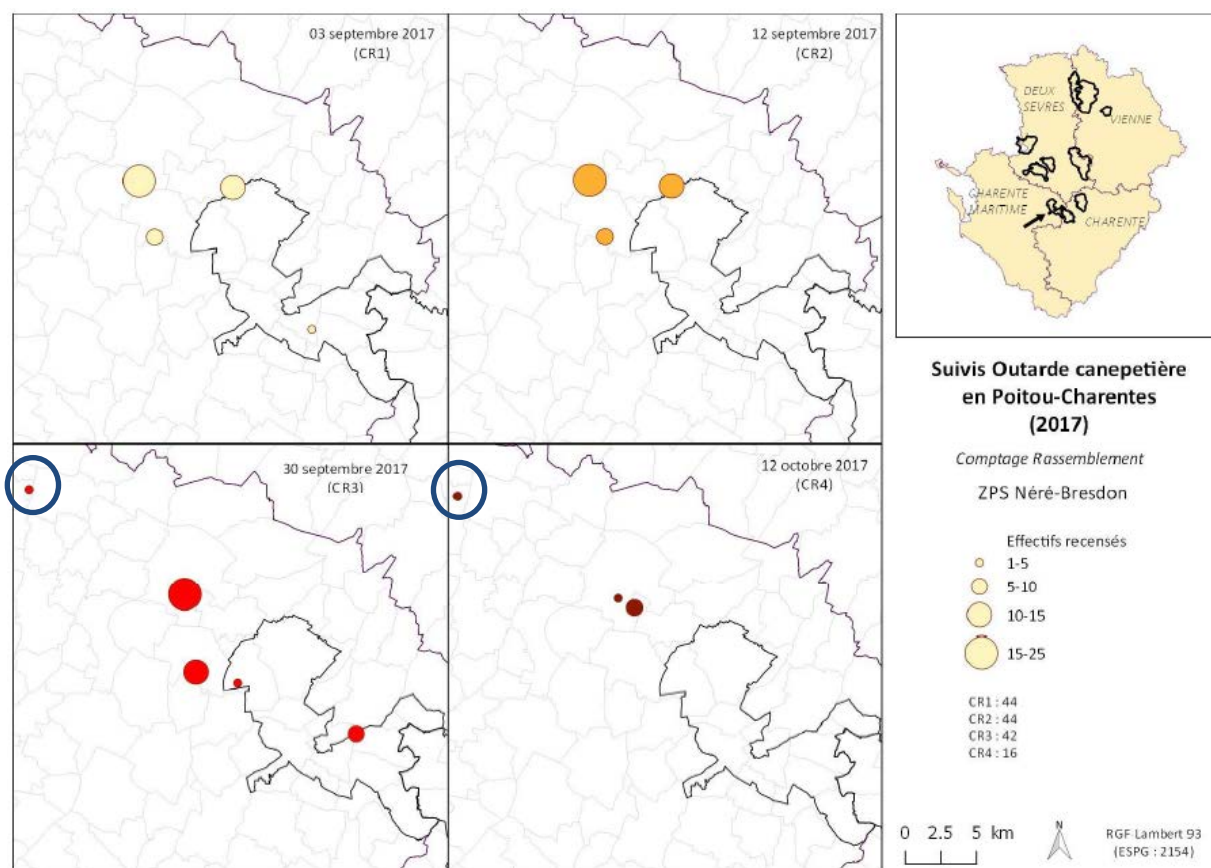 03 septembre 2017
(CR1)
12 septembre 2017
(CR2)
30 septembre 2017
(CR3)
12 octobre 2017
(CR4)
DEUX
SEVRES
VIENNE
CHARENTE
MARITIME
CHARENTE
Suivis Outarde canepetière
en Poitou-Charentes
(2017)
Comptage Rassemblement
ZPS Néré-Bresdon
Effectifs recensés
1-5
5-10
10-15
15-25
CR1 : 44
CR2 : 44
CR3 : 42
CR4 : 16
0 2.5 5 km
N
RGF Lambert 93
(ESPG : 2154)